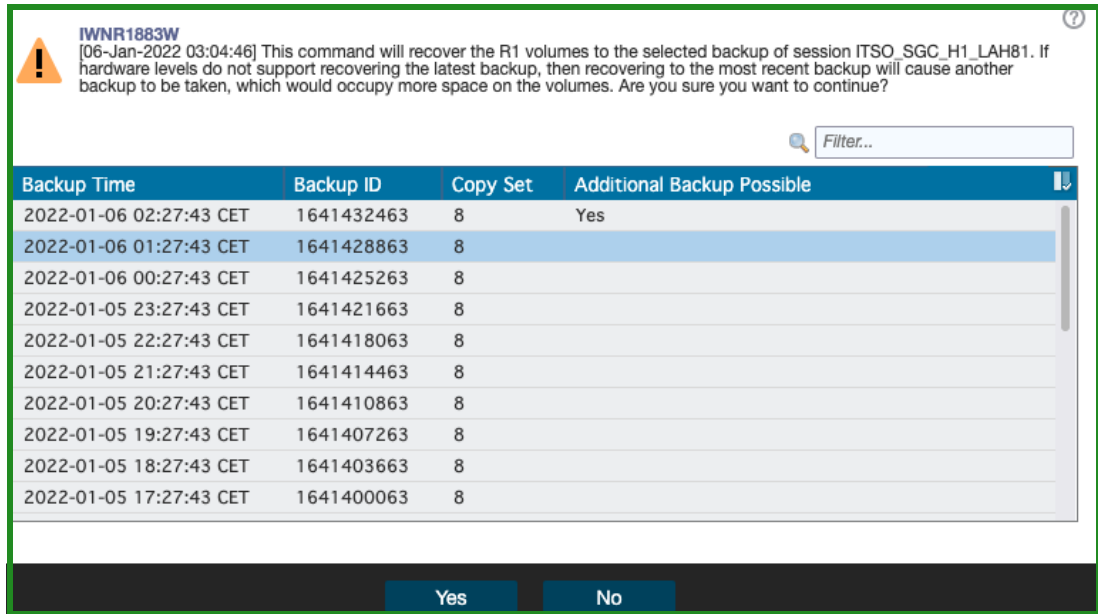 IWNR1883W
[06-Jan-2022 03:04:46] This command will recover the R1 volumes to the selected backup of session ITSO_SGC_H1_LAH81. If
hardware levels do not support recovering the latest backup, then recovering to the most recent backup will cause another
backup to be taken, which would occupy more space on the volumes. Are you sure you want to continue?
Filter...
Backup Time Backup ID Copy Set Additional Backup Possible
2022-01-06 02:27:43 CET 1641432463 8 Yes
2022-01-06 01:27:43 CET 1641428863 8
2022-01-06 00:27:43 CET 1641425263 8
2022-01-05 23:27:43 CET 1641421663 8
2022-01-05 22:27:43 CET 1641418063 8
2022-01-05 21:27:43 CET 1641414463 8
2022-01-05 20:27:43 CET 1641410863 8
2022-01-05 19:27:43 CET 1641407263 8
2022-01-05 18:27:43 CET 1641403663 8
2022-01-05 17:27:43 CET 1641400063 8
Yes No